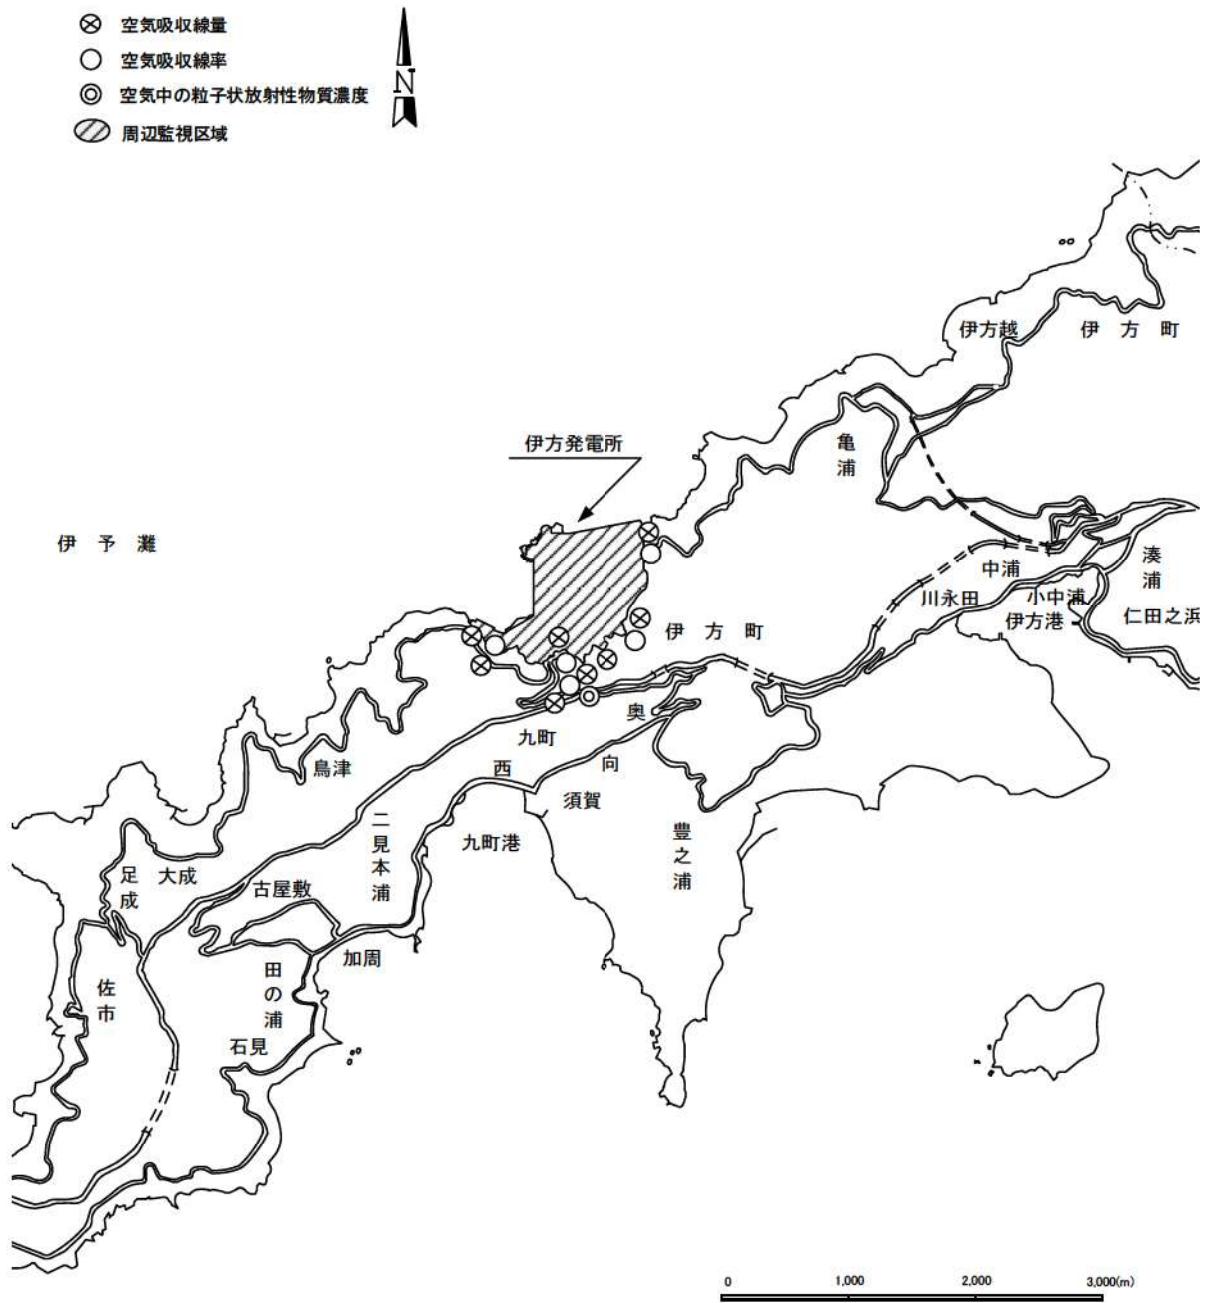 空気吸収線量
空気吸収線率
空気中の粒子状放射性物質濃度
周辺監視区域
N
伊方越
伊方町
伊方発電所
亀浦
伊予灘
中浦
湊浦
川永田
小中浦
伊方港
仁田之浜
伊方町
奥
九町
西
向
鳥津
須賀
二見本浦
九町港
豊之浦
足成
大成
古屋敷
加周
田の浦
佐市
石見
0 1,000 2,000 3,000(m)